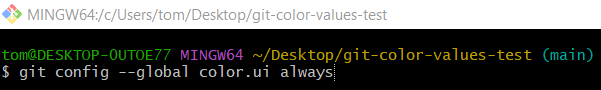 MINGW64:/c/Users/tom/Desktop/git-color-values-test
tom@DESKTOP-OUTOE77 MINGW64 ~/Desktop/git-color-values-test (main)
$ git config --global color.ui always